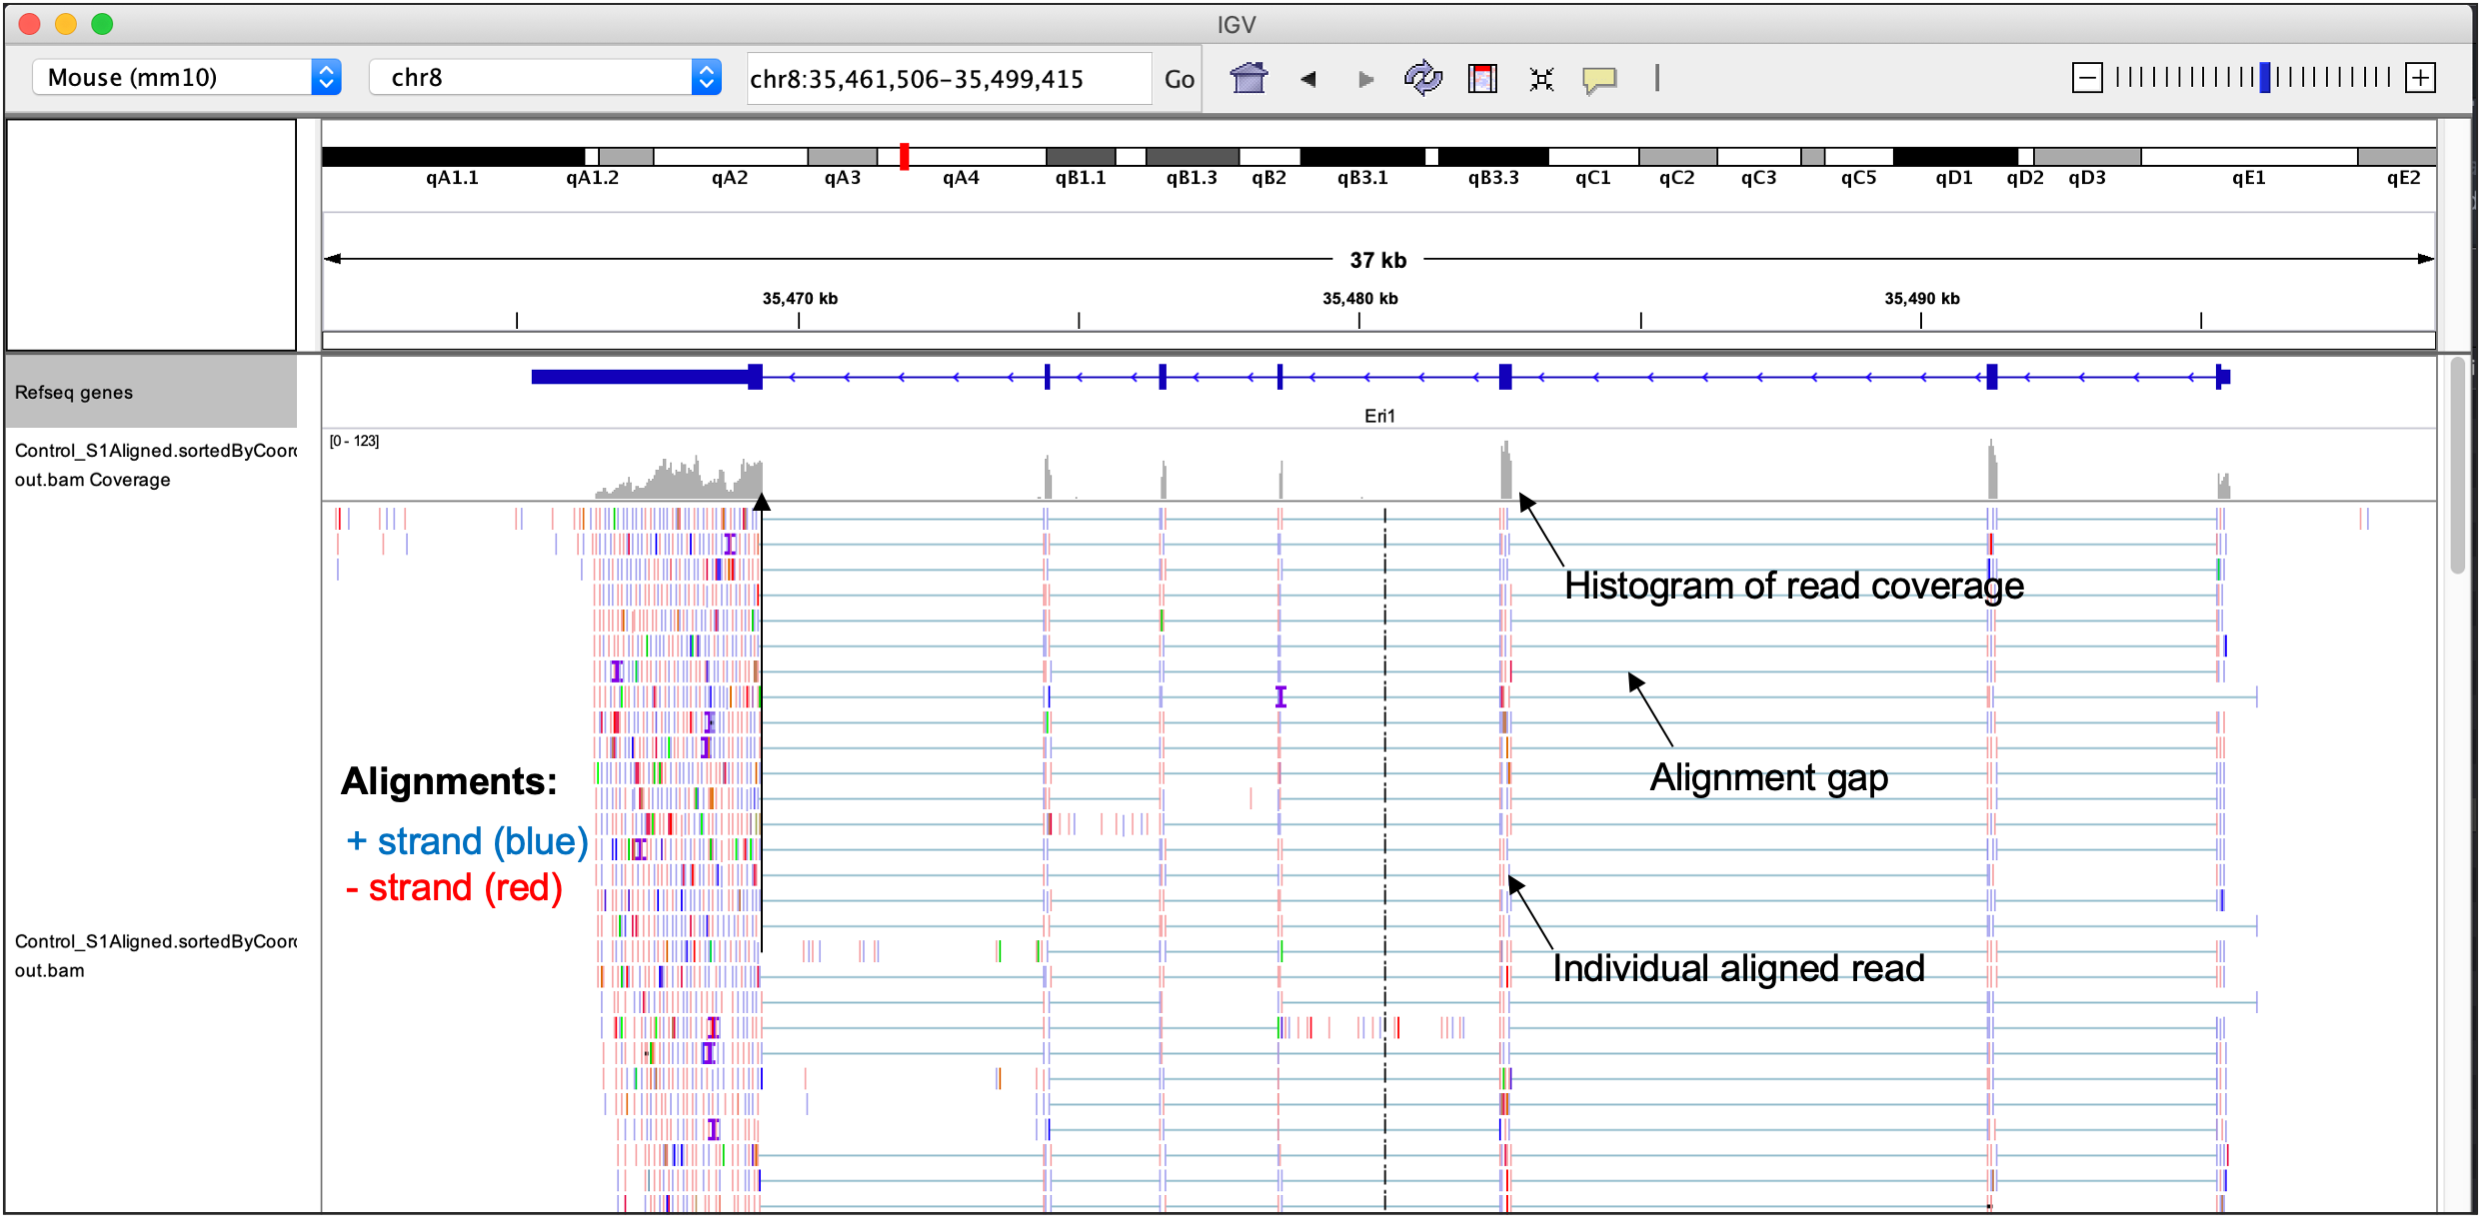 IGV
Mouse (mm10)
chr8
chr8:35,461,506-35,499,415
Go
qA1.1 qA1.2 qA2 qA3 qA4 qB1.1 qB1.3 qB2 qB3.1 qB3.3 qC1 qC2 qC3 qC5 qD1 qD2 qD3 qE1 qE2
37 kb
35,470 kb 35,480 kb 35,490 kb
Refseq genes
Eri1
Control_S1Aligned.sortedByCoord
out.bam Coverage
[0 - 123]
Histogram of read coverage
Alignment gap
Alignments:
+ strand (blue)
- strand (red)
Individual aligned read
Control_S1Aligned.sortedByCoord
out.bam